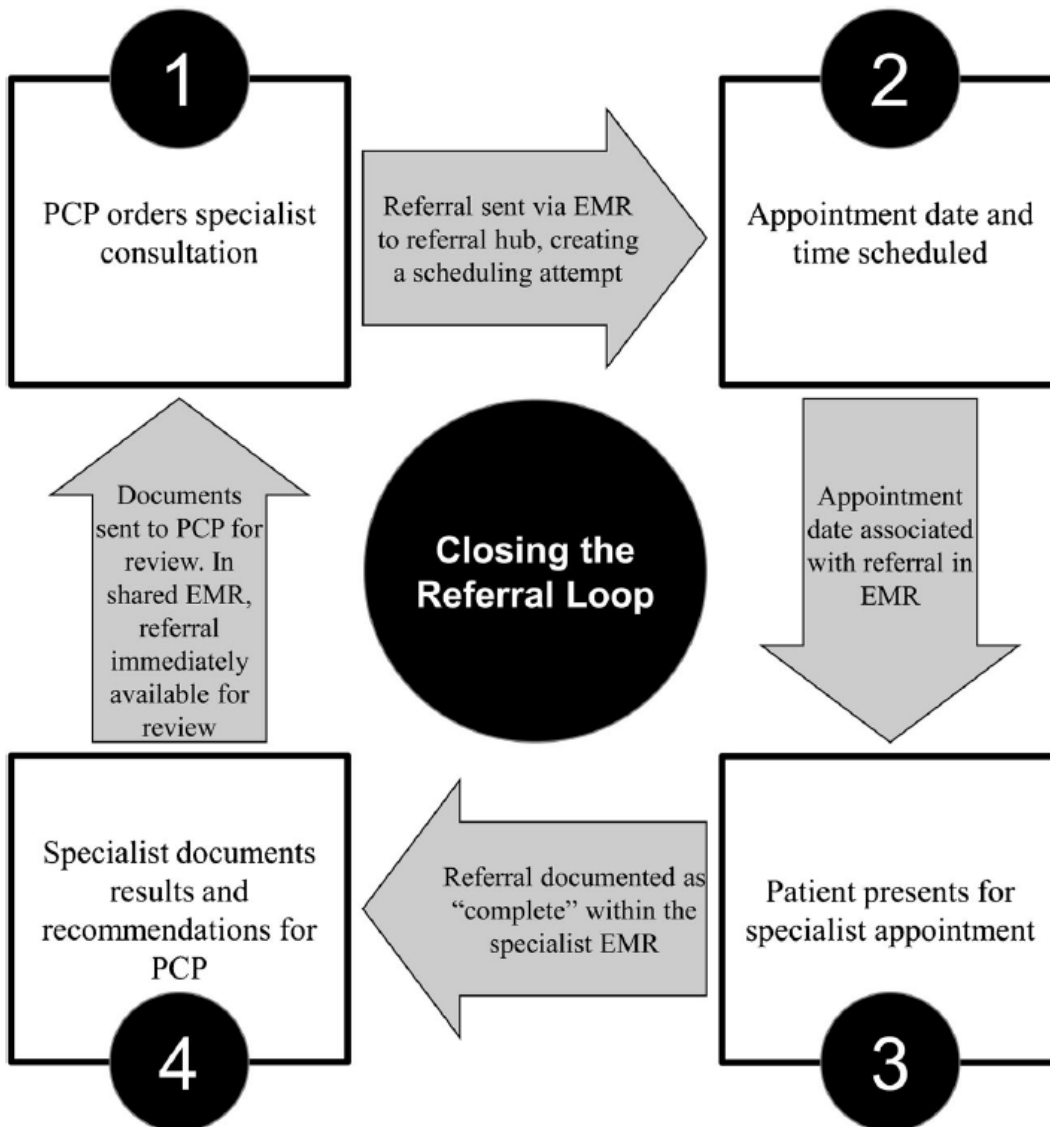 1
PCP orders specialist
consultation
Referral sent via EMR
to referral hub, creating
a scheduling attempt
2
Appointment date and
time scheduled
Appointment
date associated
with referral in
EMR
3
Patient presents for
specialist appointment
Referral documented as
“complete” within the
specialist EMR
4
Specialist documents
results and
recommendations for
PCP
Documents
sent to PCP for
review. In
shared EMR,
referral
immediately
available for
review
Closing the
Referral Loop